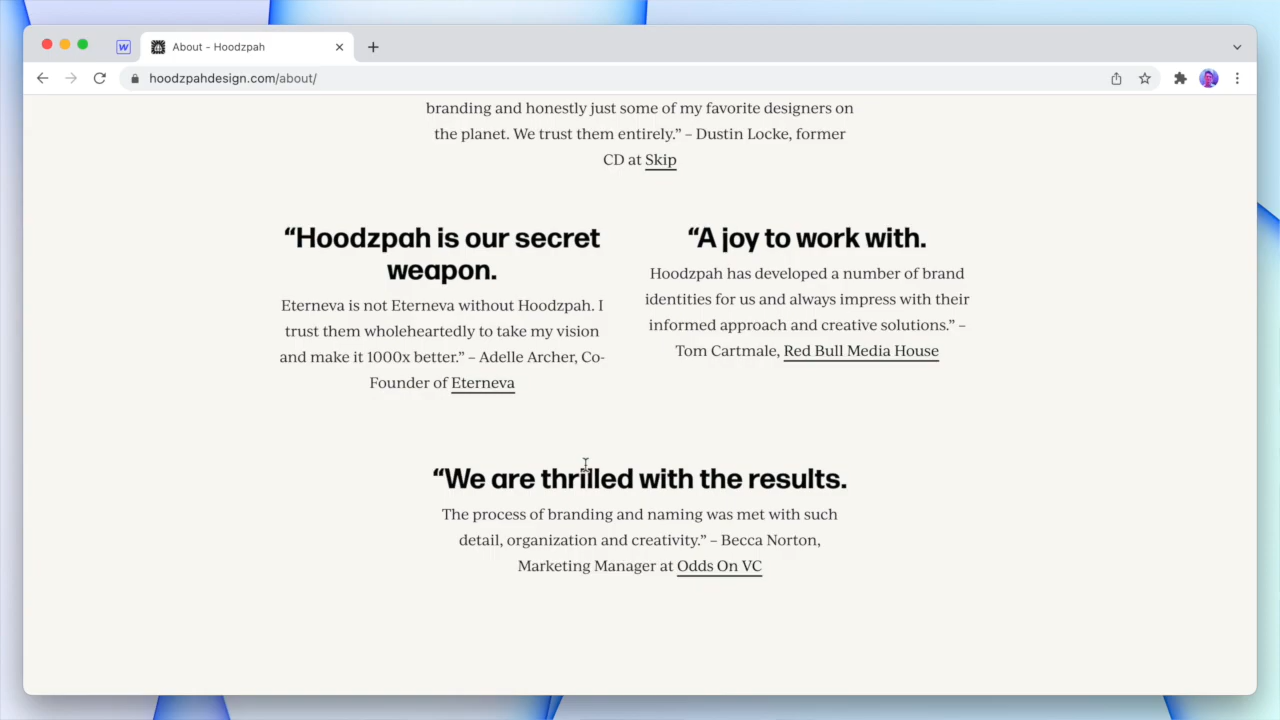 W
About - Hoodzpah
hoodzpahdesign.com/about/
branding and honestly just some of my favorite designers on
the planet. We trust them entirely.” – Dustin Locke, former
CD at Skip
“Hoodzpah is our secret
weapon.
Eterneva is not Eterneva without Hoodzpah. I
trust them wholeheartedly to take my vision
and make it 1000x better.” – Adelle Archer, Co-
Founder of Eterneva
“A joy to work with.
Hoodzpah has developed a number of brand
identities for us and always impress with their
informed approach and creative solutions.” –
Tom Cartmale, Red Bull Media House
“We are thrilled with the results.
The process of branding and naming was met with such
detail, organization and creativity.” – Becca Norton,
Marketing Manager at Odds On VC